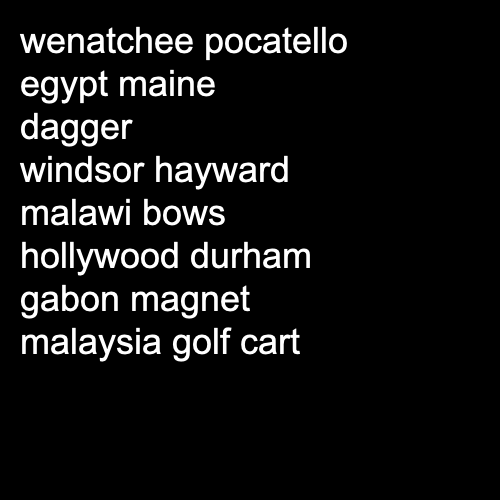 wenatchee pocatello
egypt maine
dagger
windsor hayward
malawi bows
hollywood durham
gabon magnet
malaysia golf cart